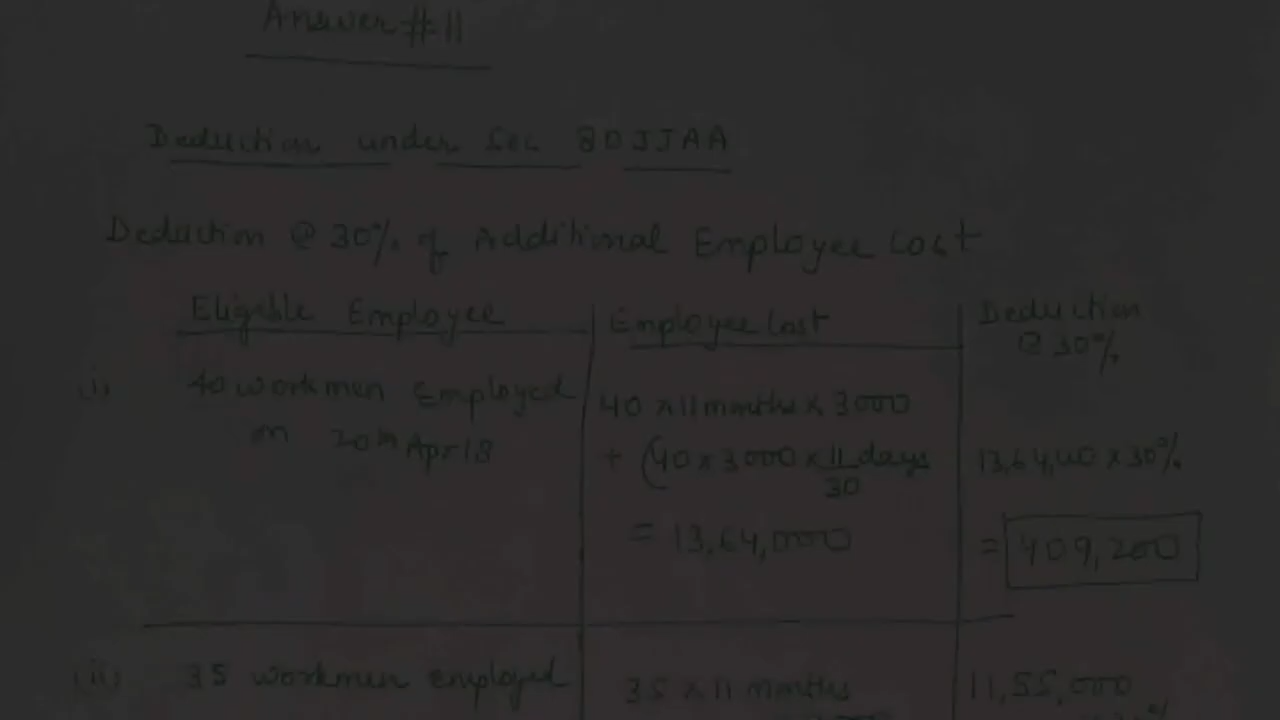 Answer #11
Deduction under Sec 80JJAA
Deduction @ 30% of Additional Employee Cost
Eligible Employee
Employee Cost
Deduction
@ 30%
(i) 40 workmen Employed
on 20th Apr 18
40 x 11 months x 3000
+ (40 x 3000 x 11 days
30
= 13,64,000
13,64,00 x 30%
= 409,200
(ii) 35 workmen employed
35 x 11 months
11,55,000